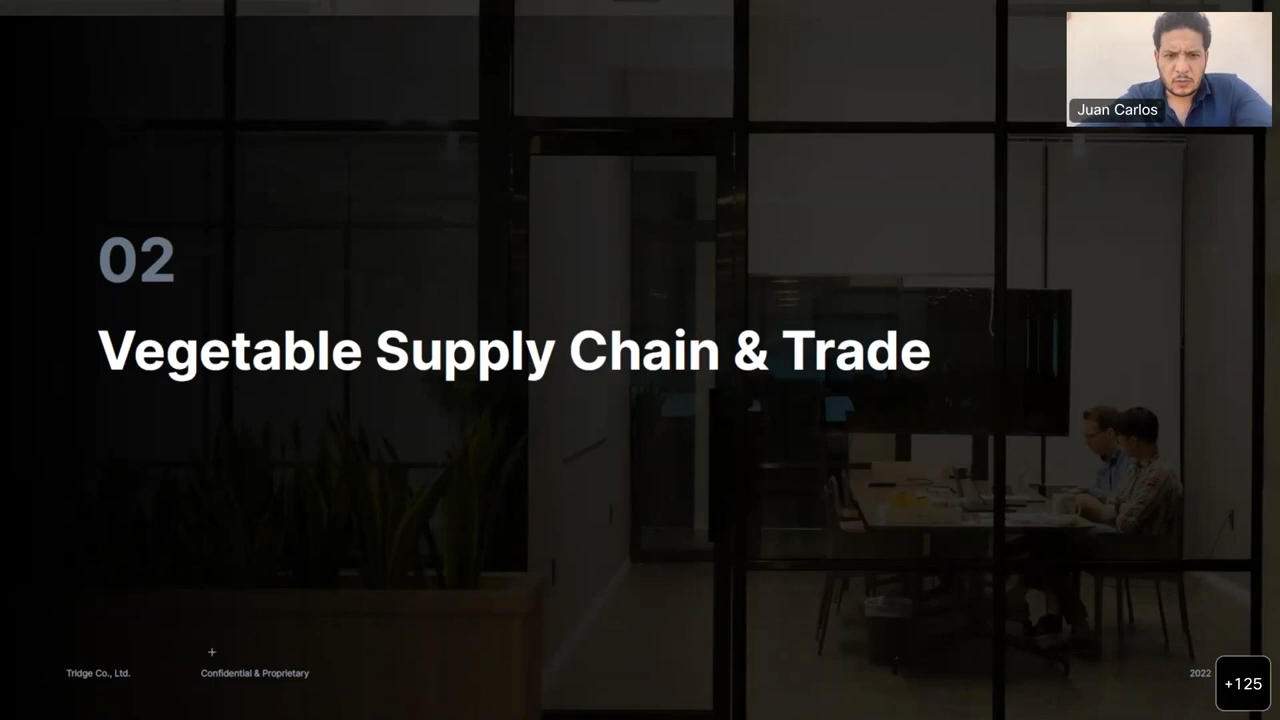 Juan Carlos
02
Vegetable Supply Chain & Trade
Tridge Co., Ltd.
Confidential & Proprietary
2022
+125